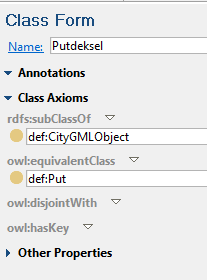 Class Form
Name: Putdeksel
Annotations
Class Axioms
rdfs:subClassOf
def:CityGMLObject
owl:equivalentClass
def:Put
owl:disjointWith
owl:hasKey
Other Properties